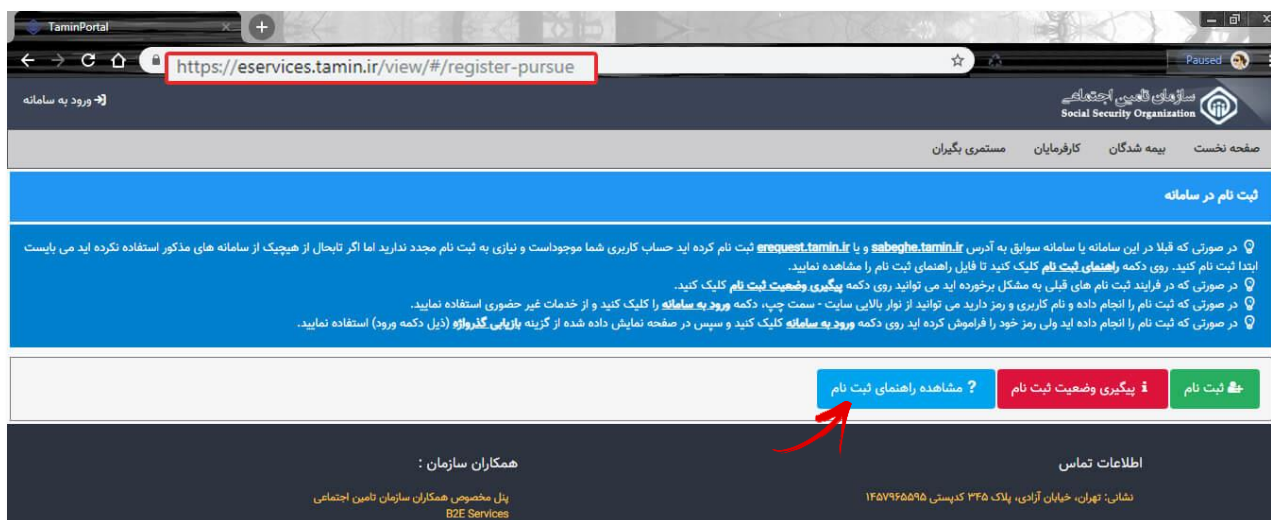 TaminPortal
https://eservices.tamin.ir/view/#/register-pursue
Paused
ورود به سامانه
سازمان تامین اجتماعی
Social Security Organization
صفحه نخست
بیمه شدگان
کارفرمایان
مستمری بگیران
ثبت نام در سامانه
در صورتی که قبلا در این سامانه یا سامانه سوابق به آدرس sabeghe.tamin.ir و یا erequest.tamin.ir ثبت نام کرده اید حساب کاربری شما موجوداست و نیازی به ثبت نام مجدد ندارید اما اگر تابحال از هیچیک از سامانه های مذکور استفاده نکرده اید می بایست
ابتدا ثبت نام کنید. روی دکمه راهنمای ثبت نام کلیک کنید تا فایل راهنمای ثبت نام را مشاهده نمایید.
در صورتی که در فرایند ثبت نام های قبلی به مشکل برخورده اید می توانید روی دکمه پیگیری وضعیت ثبت نام کلیک کنید.
در صورتی که ثبت نام را انجام داده و نام کاربری و رمز دارید می توانید از نوار بالایی سایت - سمت چپ، دکمه ورود به سامانه را کلیک کنید و از خدمات غیر حضوری استفاده نمایید.
در صورتی که ثبت نام را انجام داده اید ولی رمز خود را فراموش کرده اید روی دکمه ورود به سامانه کلیک کنید و سپس در صفحه نمایش داده شده از گزینه بازیابی گذرواژه (ذیل دکمه ورود) استفاده نمایید.
ثبت نام
پیگیری وضعیت ثبت نام
? مشاهده راهنمای ثبت نام
اطلاعات تماس
نشانی: تهران، خیابان آزادی، پلاک ۳۴۵ کدپستی ۱۴۵۷۹۶۵۵۹۵
همکاران سازمان :
پنل مخصوص همکاران سازمان تامین اجتماعی
B2E Services